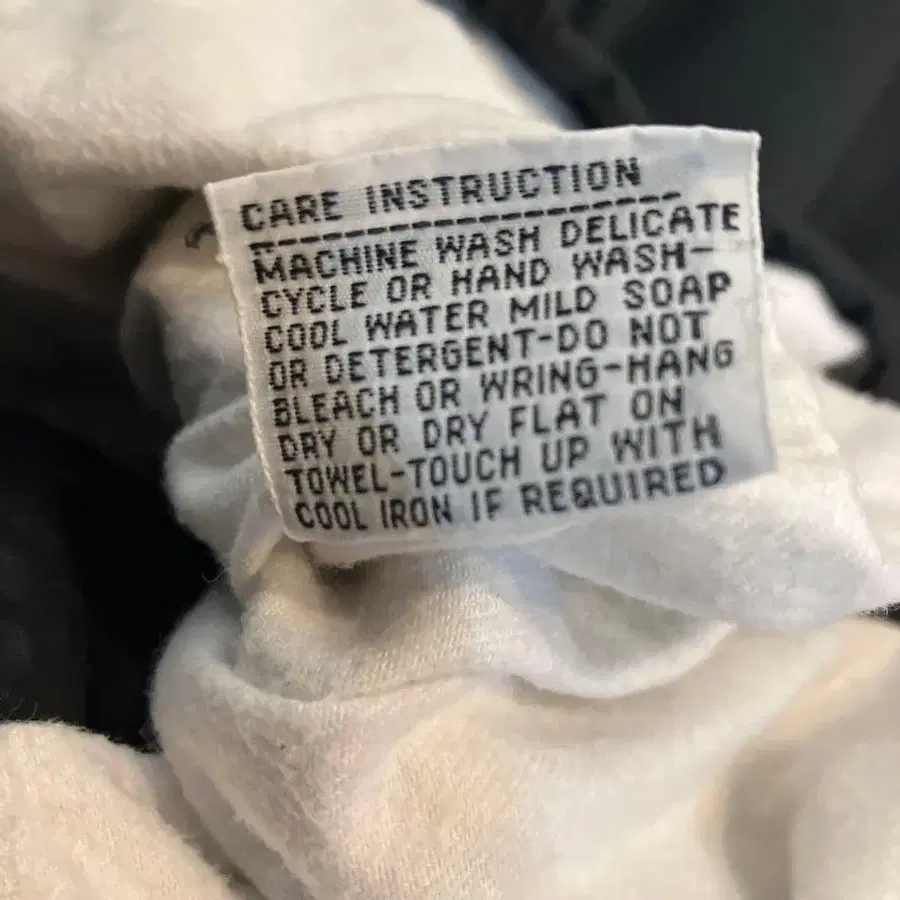 CARE INSTRUCTION
-------------------
MACHINE WASH DELICATE
CYCLE OR HAND WASH-
COOL WATER MILD SOAP
OR DETERGENT-DO NOT
BLEACH OR WRING-HANG
DRY OR DRY FLAT ON
TOWEL-TOUCH UP WITH
COOL IRON IF REQUIRED